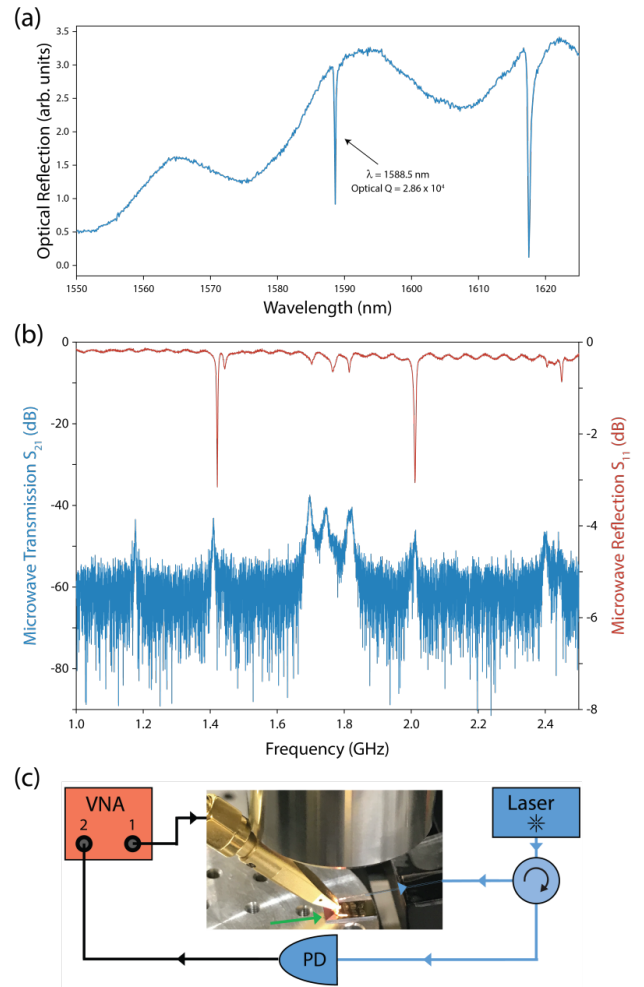 (a)
3.5
3.0
2.5
2.0
1.5
1.0
0.5
0.0
Optical Reflection (arb. units)
λ = 1588.5 nm
Optical Q = 2.86 x 10⁴
1550 1560 1570 1580 1590 1600 1610 1620
Wavelength (nm)
(b)
0
-20
-40
-60
-80
Microwave Transmission S₂₁ (dB)
0
-2
-4
-6
-8
Microwave Reflection S₁₁ (dB)
1.0 1.2 1.4 1.6 1.8 2.0 2.2 2.4
Frequency (GHz)
(c)
VNA
2 1
Laser
PD